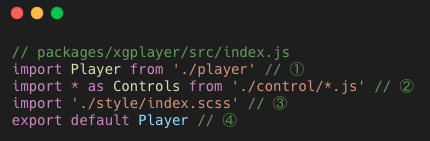 // packages/xgplayer/src/index.js
import Player from './player' // ①
import * as Controls from './control/*.js' // ②
import './style/index.scss' // ③
export default Player // ④